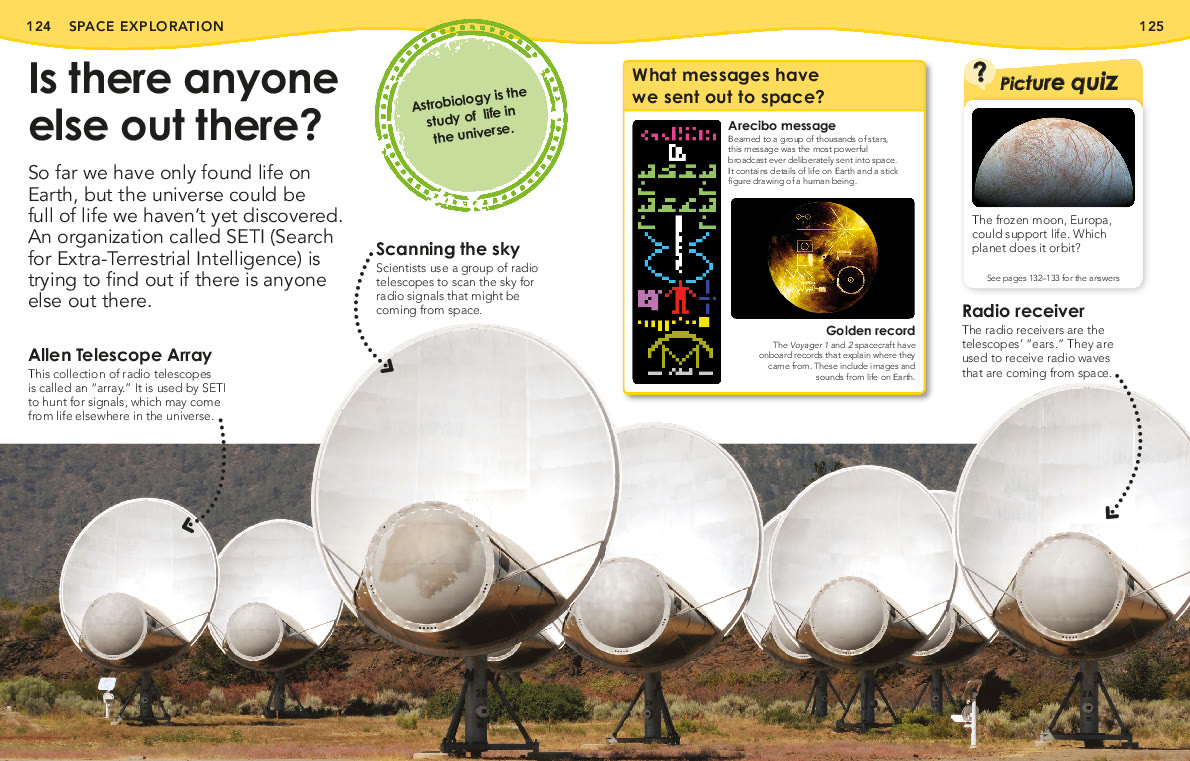 124 SPACE EXPLORATION
125
Is there anyone
else out there?
So far we have only found life on
Earth, but the universe could be
full of life we haven’t yet discovered.
An organization called SETI (Search
for Extra-Terrestrial Intelligence) is
trying to find out if there is anyone
else out there.
Astrobiology is the
study of life in
the universe.
Scanning the sky
Scientists use a group of radio
telescopes to scan the sky for
radio signals that might be
coming from space.
Allen Telescope Array
This collection of radio telescopes
is called an “array.” It is used by SETI
to hunt for signals, which may come
from life elsewhere in the universe.
What messages have
we sent out to space?
Arecibo message
Beamed to a group of thousands of stars,
this message was the most powerful
broadcast ever deliberately sent into space.
It contains details of life on Earth and a stick
figure drawing of a human being.
Golden record
The Voyager 1 and 2 spacecraft have
onboard records that explain where they
came from. These include images and
sounds from life on Earth.
?
Picture quiz
The frozen moon, Europa,
could support life. Which
planet does it orbit?
See pages 132–133 for the answers
Radio receiver
The radio receivers are the
telescopes’ “ears.” They are
used to receive radio waves
that are coming from space.